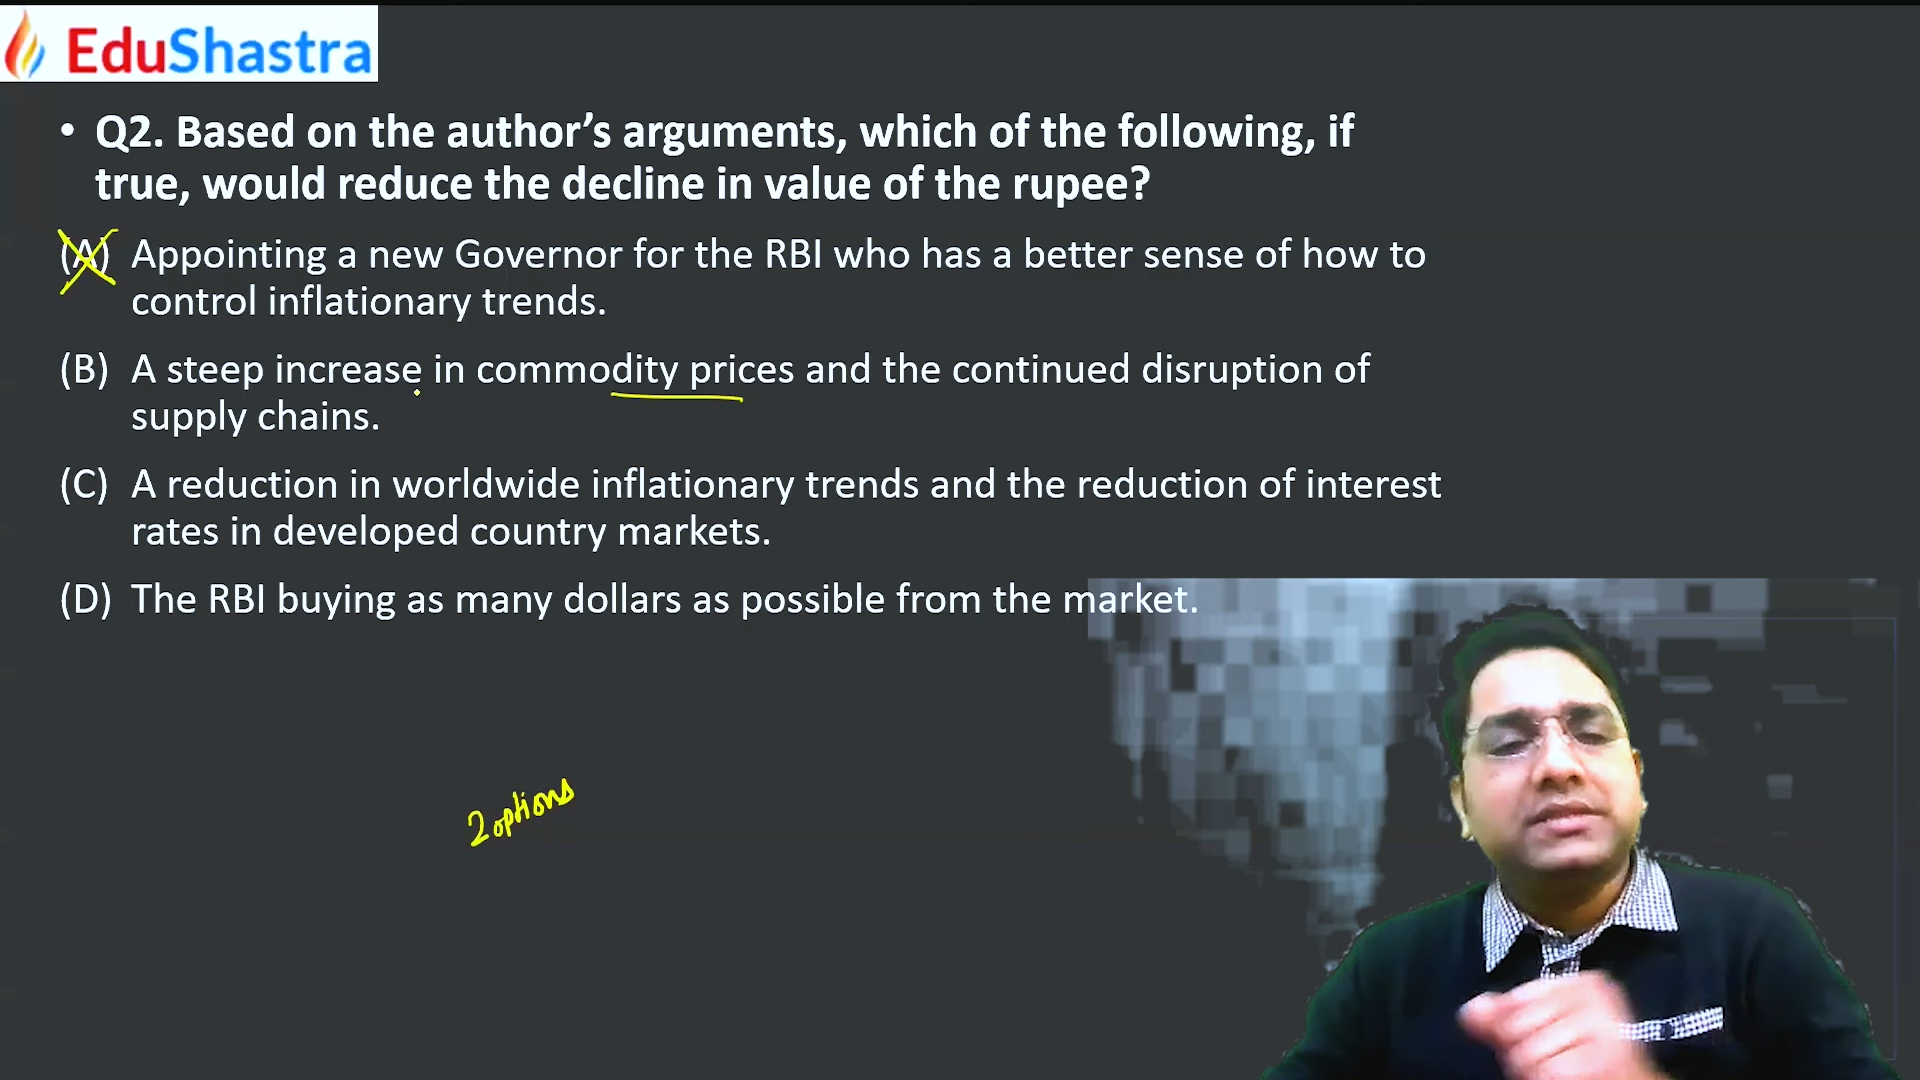 EduShastra
• Q2. Based on the author’s arguments, which of the following, if
true, would reduce the decline in value of the rupee?
(A) Appointing a new Governor for the RBI who has a better sense of how to
control inflationary trends.
(B) A steep increase in commodity prices and the continued disruption of
supply chains.
(C) A reduction in worldwide inflationary trends and the reduction of interest
rates in developed country markets.
(D) The RBI buying as many dollars as possible from the market.
2 options